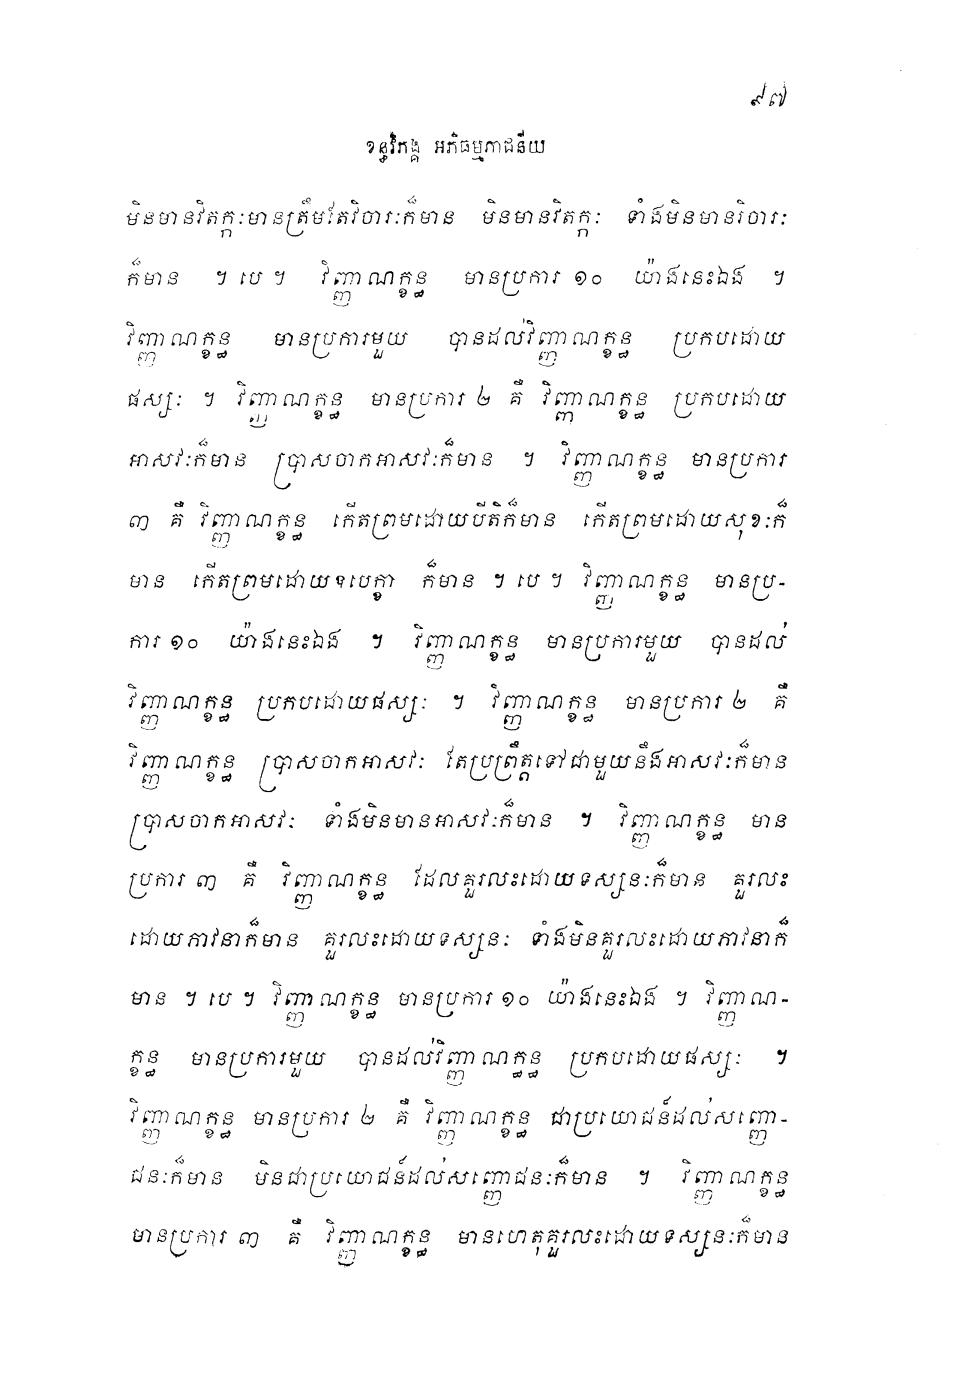 ៩៧
ខន្ធវិភង្គ អភិធម្មភាជនីយ
មិនមានវិតក្កៈមានត្រឹមតែវិចារៈក៏មាន មិនមានវិតក្កៈ ទាំងមិនមានវិចារៈ
ក៏មាន ។ បេ ។ វិញ្ញាណក្ខន្ធ មានប្រការ ១០ យ៉ាងនេះឯង ។
វិញ្ញាណក្ខន្ធ មានប្រការមួយ បានដល់វិញ្ញាណក្ខន្ធ ប្រកបដោយ
ផស្សៈ ។ វិញ្ញាណក្ខន្ធ មានប្រការ ២ គឺ វិញ្ញាណក្ខន្ធ ប្រកបដោយ
អាសវៈក៏មាន ប្រាសចាកអាសវៈក៏មាន ។ វិញ្ញាណក្ខន្ធ មានប្រការ
៣ គឺ វិញ្ញាណក្ខន្ធ កើតព្រមដោយបីតិក៏មាន កើតព្រមដោយសុខៈក៏
មាន កើតព្រមដោយឧបេក្ខា ក៏មាន ។ បេ ។ វិញ្ញាណក្ខន្ធ មានប្រ-
ការ ១០ យ៉ាងនេះឯង ។ វិញ្ញាណក្ខន្ធ មានប្រការមួយ បានដល់
វិញ្ញាណក្ខន្ធ ប្រកបដោយផស្សៈ ។ វិញ្ញាណក្ខន្ធ មានប្រការ ២ គឺ
វិញ្ញាណក្ខន្ធ ប្រាសចាកអាសវៈ តែប្រព្រឹត្តទៅជាមួយនឹងអាសវៈក៏មាន
ប្រាសចាកអាសវៈ ទាំងមិនមានអាសវៈក៏មាន ។ វិញ្ញាណក្ខន្ធ មាន
ប្រការ ៣ គឺ វិញ្ញាណក្ខន្ធ ដែលគួរលះដោយទស្សនៈក៏មាន គួរលះ
ដោយភាវនាក៏មាន គួរលះដោយទស្សនៈ ទាំងមិនគួរលះដោយភាវនាក៏
មាន ។ បេ ។ វិញ្ញាណក្ខន្ធ មានប្រការ ១០ យ៉ាងនេះឯង ។ វិញ្ញាណ-
ក្ខន្ធ មានប្រការមួយ បានដល់វិញ្ញាណក្ធន្ធ ប្រកបដោយផស្សៈ ។
វិញ្ញាណក្ខន្ធ មានប្រការ ២ គឺ វិញ្ញាណក្ខន្ធ ជាប្រយោជន៍ដល់សញ្ញោ-
ជនៈក៏មាន មិនជាប្រយោជន៍ដល់សញ្ញោជនៈក៏មាន ។ វិញ្ញាណក្ខន្ធ
មានប្រការ ៣ គឺ វិញ្ញាណក្ខន្ធ មានហេតុគួរលះដោយទស្សនៈក៏មាន